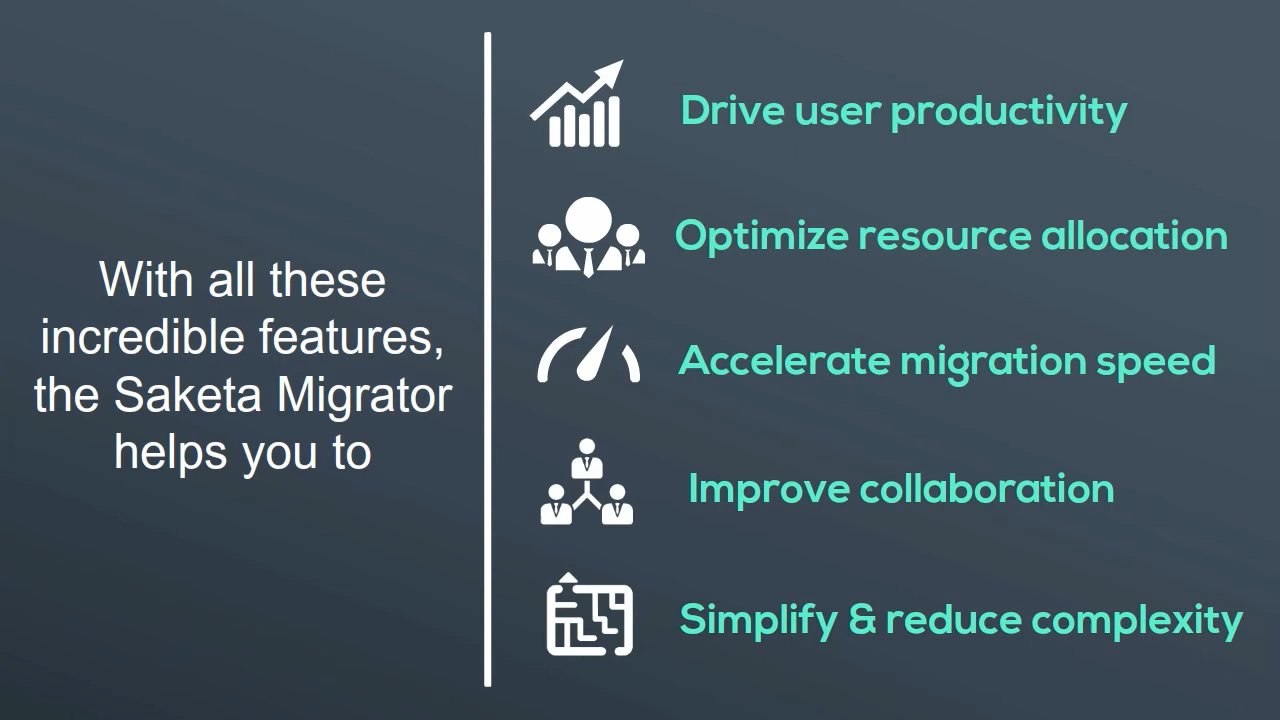 With all these
incredible features,
the Saketa Migrator
helps you to
Drive user productivity
Optimize resource allocation
Accelerate migration speed
Improve collaboration
Simplify & reduce complexity